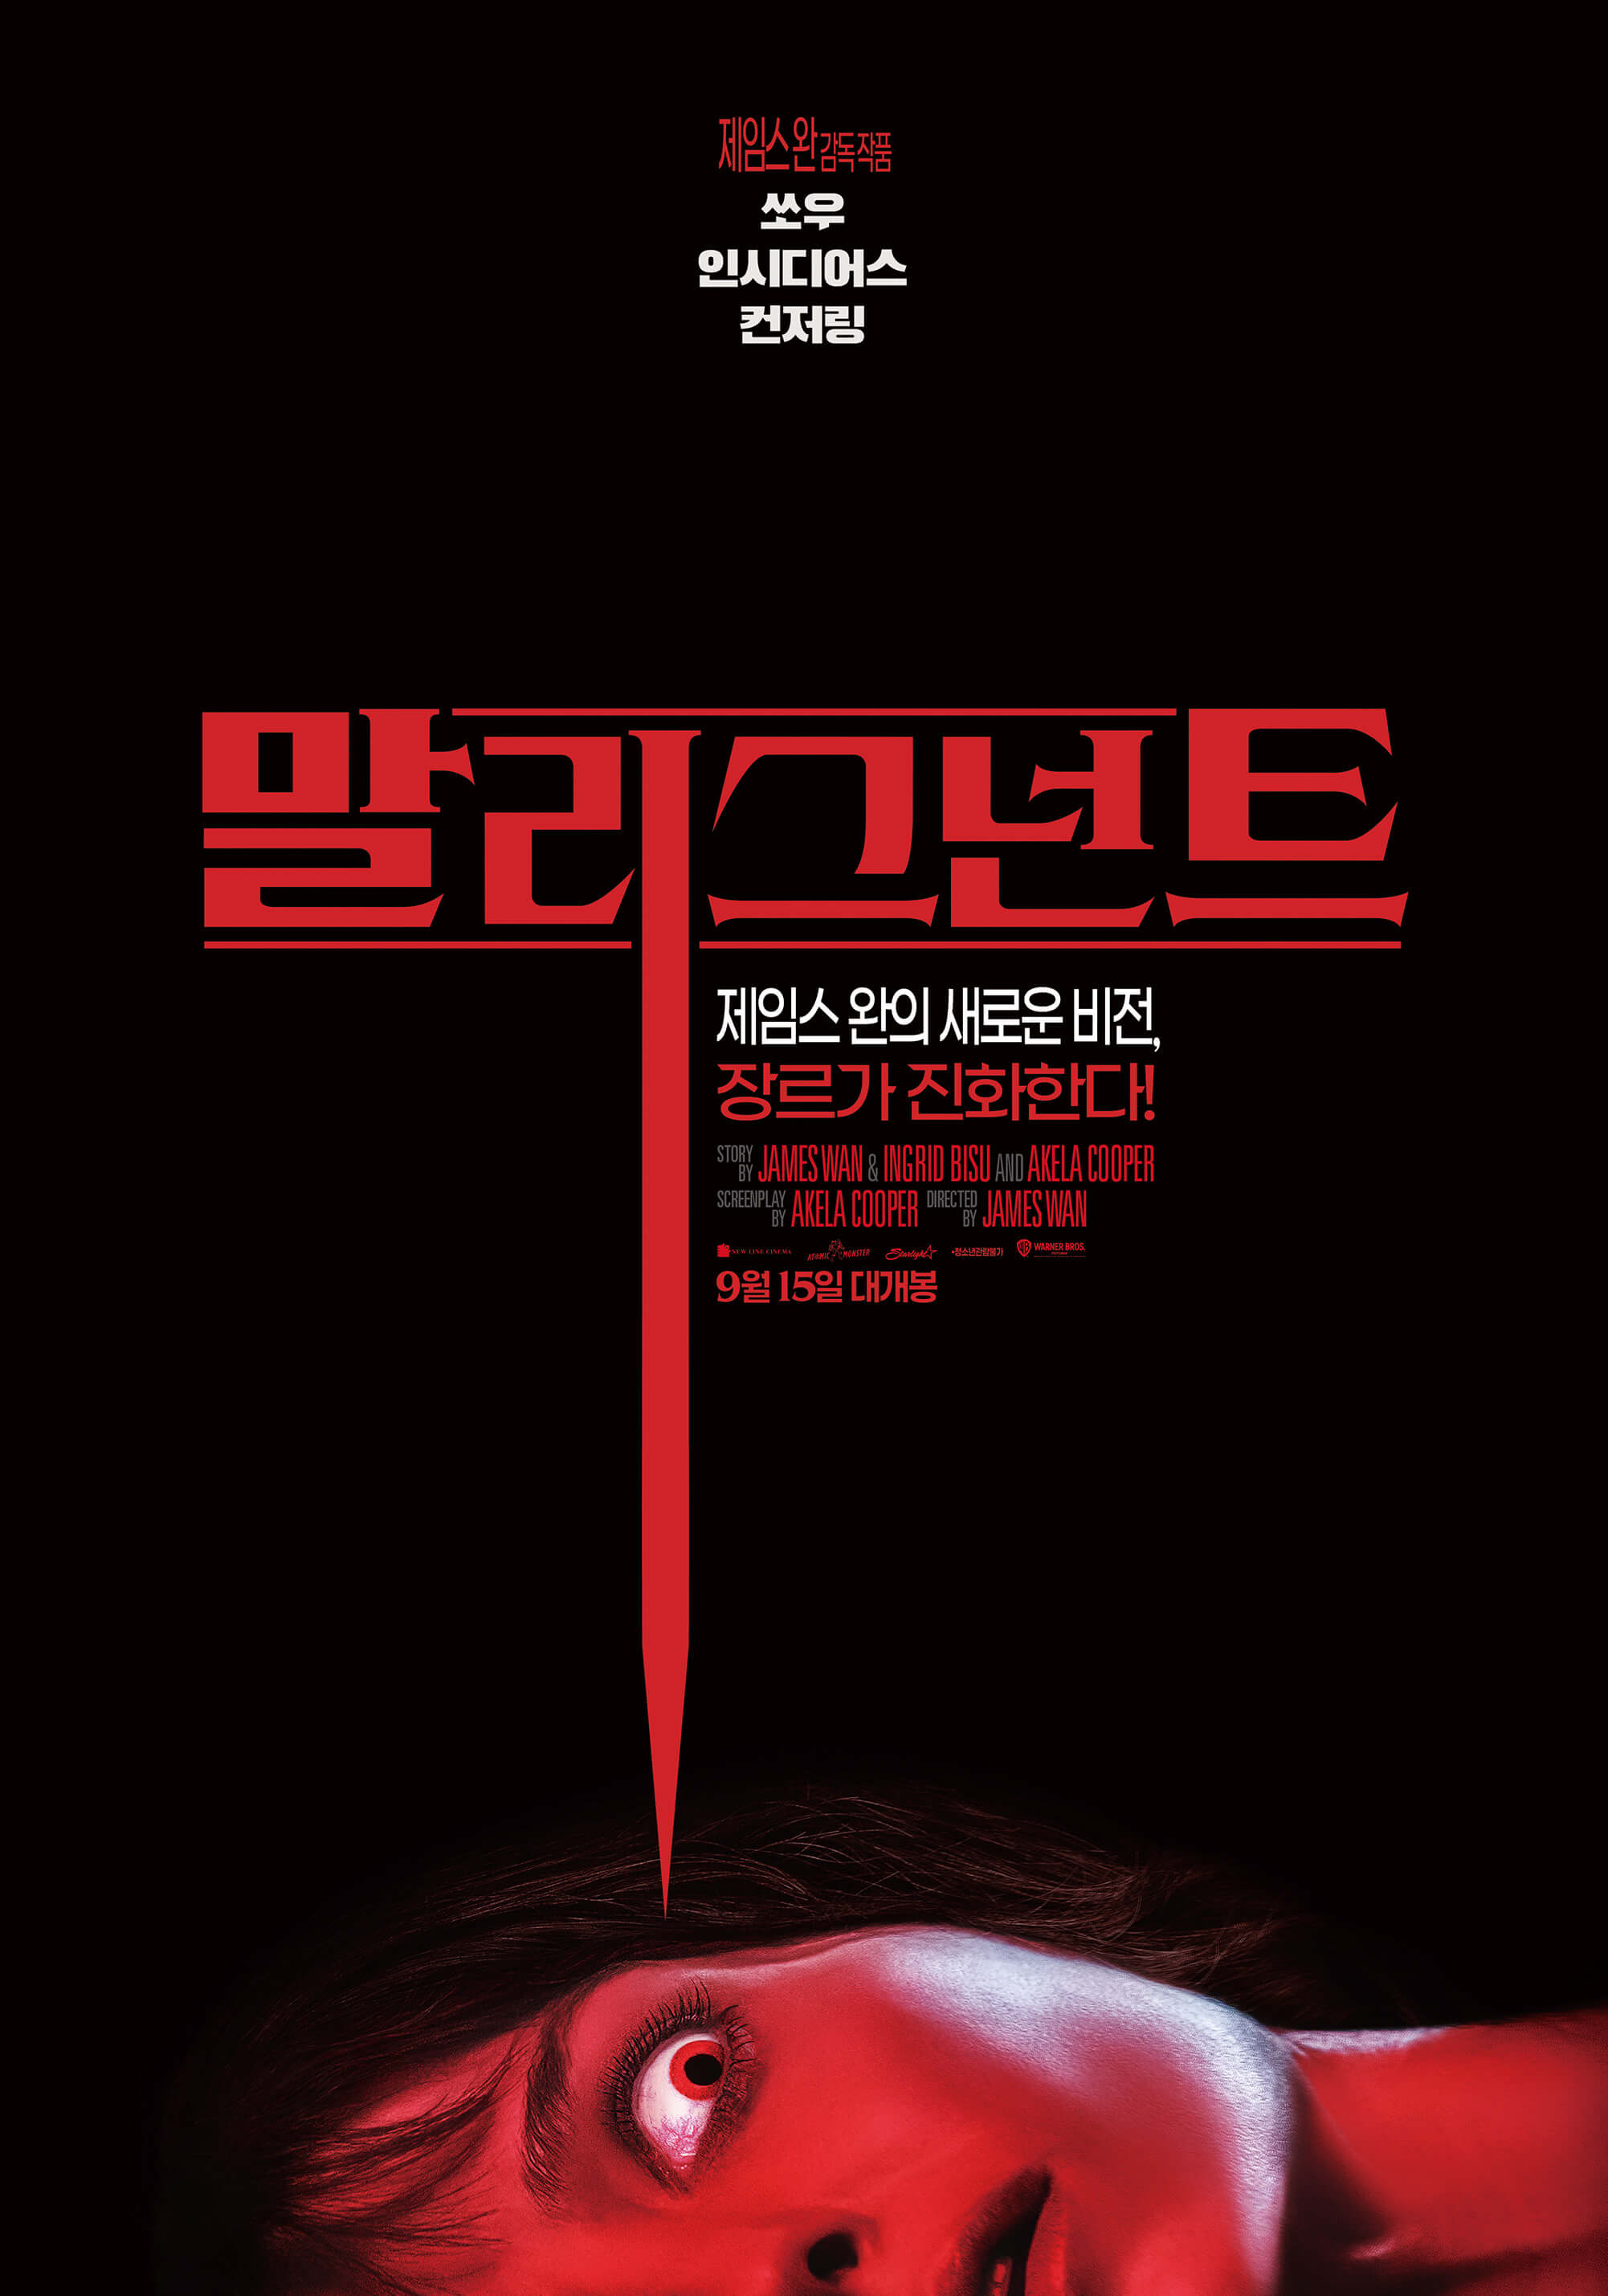 제임스 완 감독 작품
쏘우
인시디어스
컨저링
말리그넌트
제임스 완의 새로운 비전,
장르가 진화한다!
STORY BY JAMES WAN & INGRID BISU AND AKELA COOPER
SCREENPLAY BY AKELA COOPER DIRECTED BY JAMES WAN
NEW LINE CINEMA ATOMIC MONSTER Starlight 청소년관람불가 WB WARNER BROS.
9월 15일 대개봉